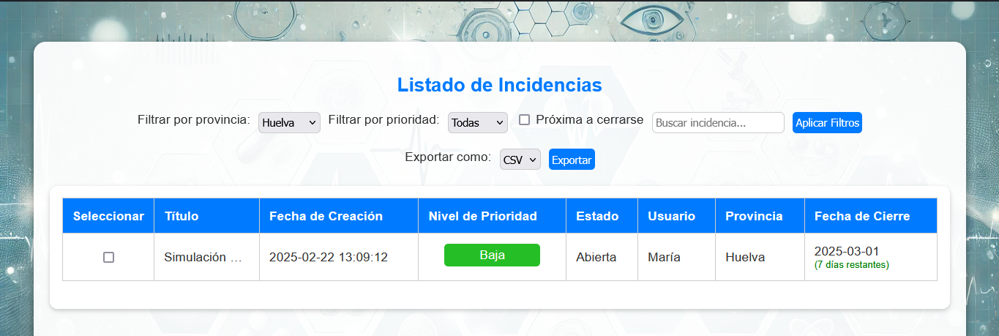 Listado de Incidencias
Filtrar por provincia: Huelva Filtrar por prioridad: Todas Próxima a cerrarse Buscar incidencia... Aplicar Filtros
Exportar como: CSV Exportar
Seleccionar Título Fecha de Creación Nivel de Prioridad Estado Usuario Provincia Fecha de Cierre
Simulación ... 2025-02-22 13:09:12 Baja Abierta María Huelva 2025-03-01
(7 días restantes)